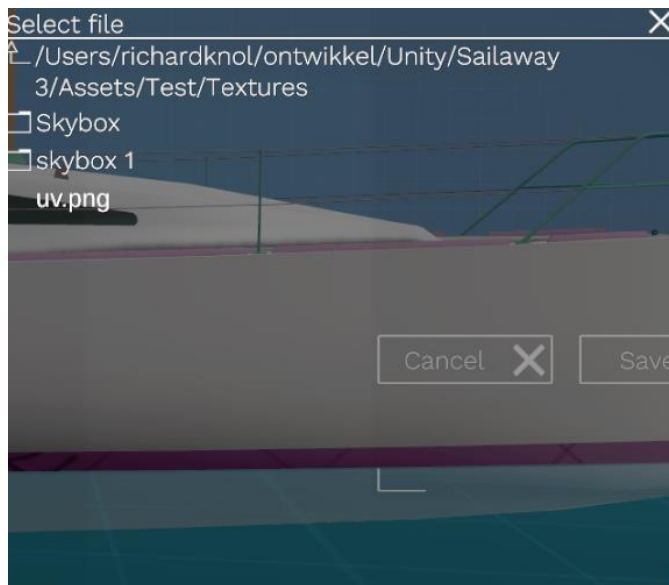 Select file
/Users/richardknol/ontwikkel/Unity/Sailaway
3/Assets/Test/Textures
Skybox
skybox 1
uv.png
Cancel
Save